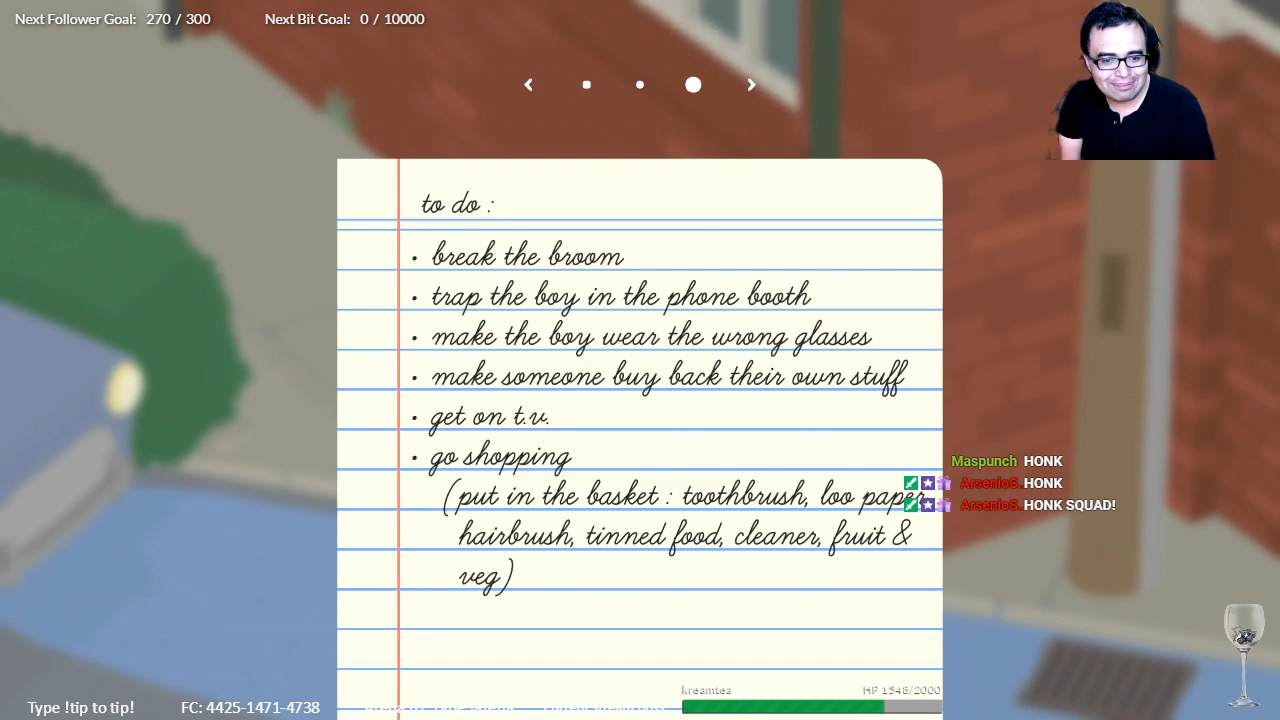 Next Follower Goal: 270 / 300 Next Bit Goal: 0 / 10000
to do :
• break the broom
• trap the boy in the phone booth
• make the boy wear the wrong glasses
• make someone buy back their own stuff
• get on t.v.
• go shopping
(put in the basket : toothbrush, loo paper
hairbrush, tinned food, cleaner, fruit &
veg)
Maspunch HONK
ArsenioS. HONK
ArsenioS. HONK SQUAD!
kreamtea HP 1548/2000
Type !tip to tip! FC: 4425-1471-4738